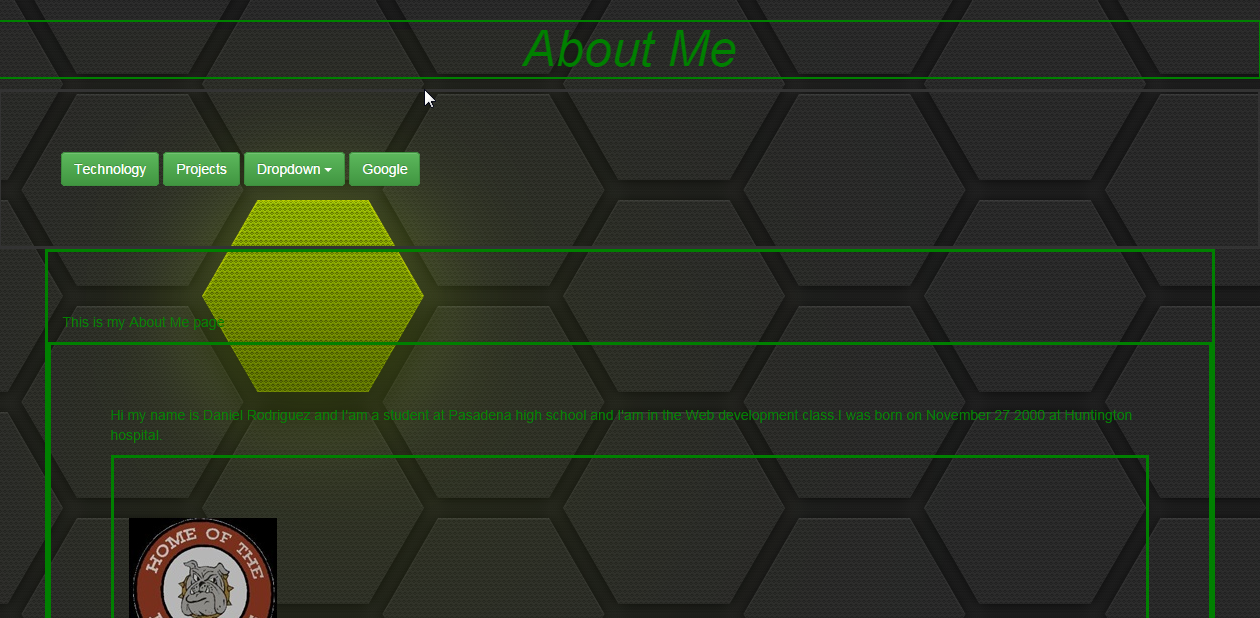 About Me
Technology Projects Dropdown Google
This is my About Me page
Hi my name is Daniel Rodriguez and I'am a student at Pasadena high school and I'am in the Web development class,I was born on November 27 2000 at Huntington
hospital.
HOME OF THE